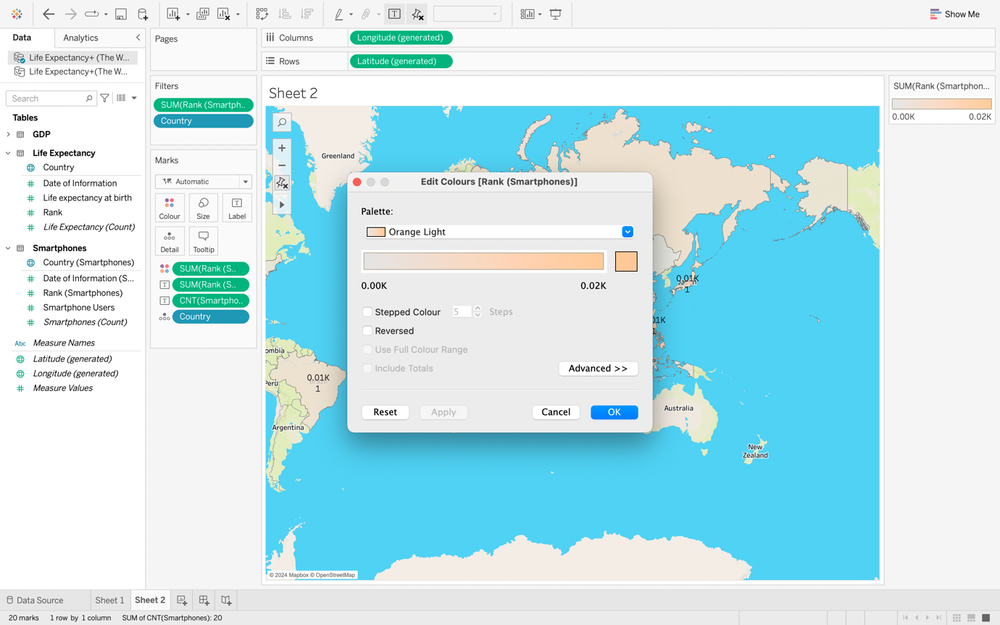 Show Me
Data
Analytics
Pages
Columns
Longitude (generated)
Rows
Latitude (generated)
Life Expectancy+ (The W...
Life Expectancy+(The W...
Search
Tables
GDP
Life Expectancy
Country
Date of Information
Life expectancy at birth
Rank
Life Expectancy (Count)
Smartphones
Country (Smartphones)
Date of Information (S...
Rank (Smartphones)
Smartphone Users
Smartphones (Count)
Abc Measure Names
Latitude (generated)
Longitude (generated)
Measure Values
Filters
SUM(Rank (Smartph..
Country
Marks
Automatic
Colour
Size
Label
Detail
Tooltip
SUM(Rank (S..
SUM(Rank (S..
CNT(Smartpho..
Country
Sheet 2
Greenland
ombia
Peru
0.01K
1
Argentina
0.01K
1
01K
1
Australia
New
Zealand
© 2024 Mapbox © OpenStreetMap
Edit Colours [Rank (Smartphones)]
Palette:
Orange Light
0.00K
0.02K
Stepped Colour
5
Steps
Reversed
Use Full Colour Range
Include Totals
Advanced >>
Reset
Apply
Cancel
OK
SUM(Rank (Smartphon...
0.00K
0.02K
Data Source
Sheet 1
Sheet 2
20 marks
1 row by 1 column
SUM of CNT(Smartphones): 20